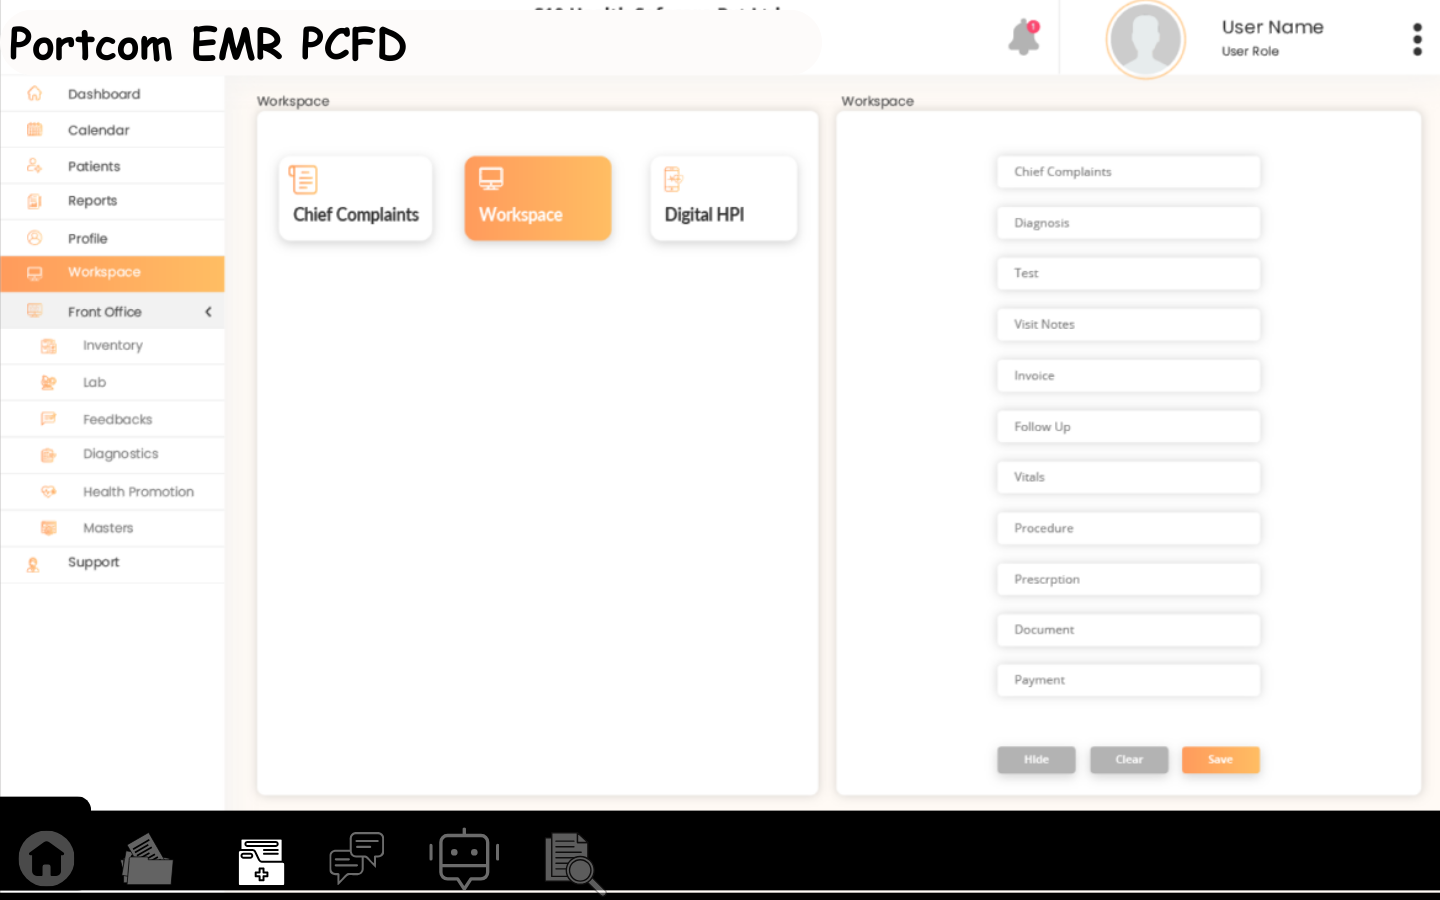 Portcom EMR PCFD
1
User Name
User Role
Dashboard
Calendar
Patients
Reports
Profile
Workspace
Front Office
Inventory
Lab
Feedbacks
Diagnostics
Health Promotion
Masters
Support
Workspace
Chief Complaints
Workspace
Digital HPI
Workspace
Chief Complaints
Diagnosis
Test
Visit Notes
Invoice
Follow Up
Vitals
Procedure
Prescrption
Document
Payment
Hide
Clear
Save